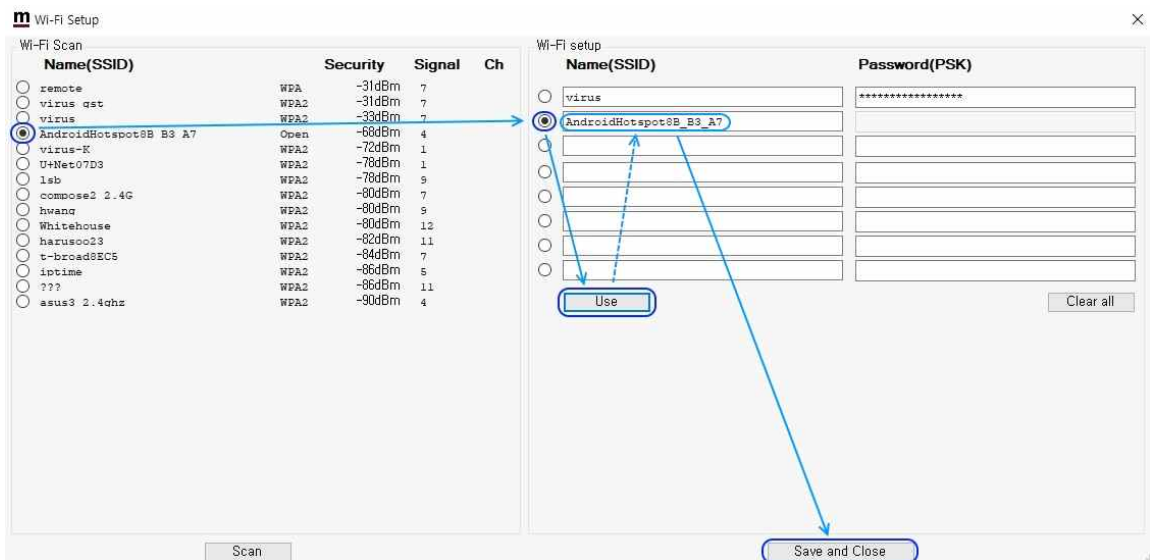 m Wi-Fi Setup
Wi-Fi Scan
Name(SSID) Security Signal Ch
remote WPA -31dBm 7
virus gst WPA2 -31dBm 7
virus WPA2 -33dBm 7
AndroidHotspot8B B3 A7 Open -68dBm 4
virus-K WPA2 -72dBm 1
U+Net07D3 WPA2 -78dBm 1
lsb WPA2 -78dBm 9
compose2 2.4G WPA2 -80dBm 7
hwang WPA2 -80dBm 9
Whitehouse WPA2 -80dBm 12
harusoo23 WPA2 -82dBm 11
t-broad8EC5 WPA2 -84dBm 7
iptime WPA2 -86dBm 5
??? WPA2 -86dBm 11
asus3 2.4ghz WPA2 -90dBm 4
Scan
Wi-Fi setup
Name(SSID) Password(PSK)
virus *****************
AndroidHotspot8B_B3_A7
Use Clear all
Save and Close